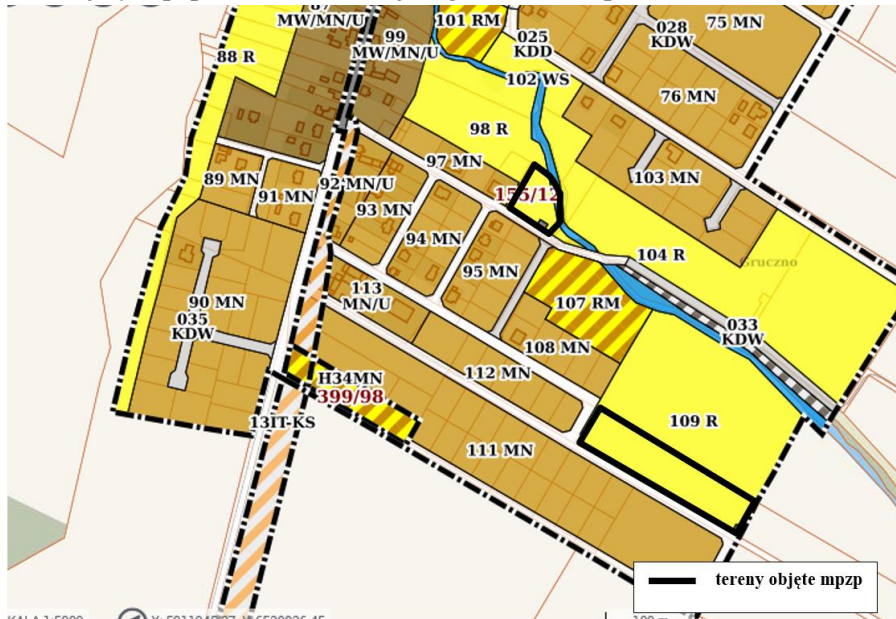 MW/MN/U
99
MW/MN/U
101 RM
025
KDD
028
KDW
75 MN
88 R
102 WS
76 MN
98 R
97 MN
103 MN
89 MN
91 MN
92 MN/U
155/12
93 MN
94 MN
104 R
Gruczno
95 MN
90 MN
035
KDW
113
MN/U
107 RM
033
KDW
108 MN
112 MN
H34MN
399/98
13IT-KS
109 R
111 MN
tereny objęte mpzp